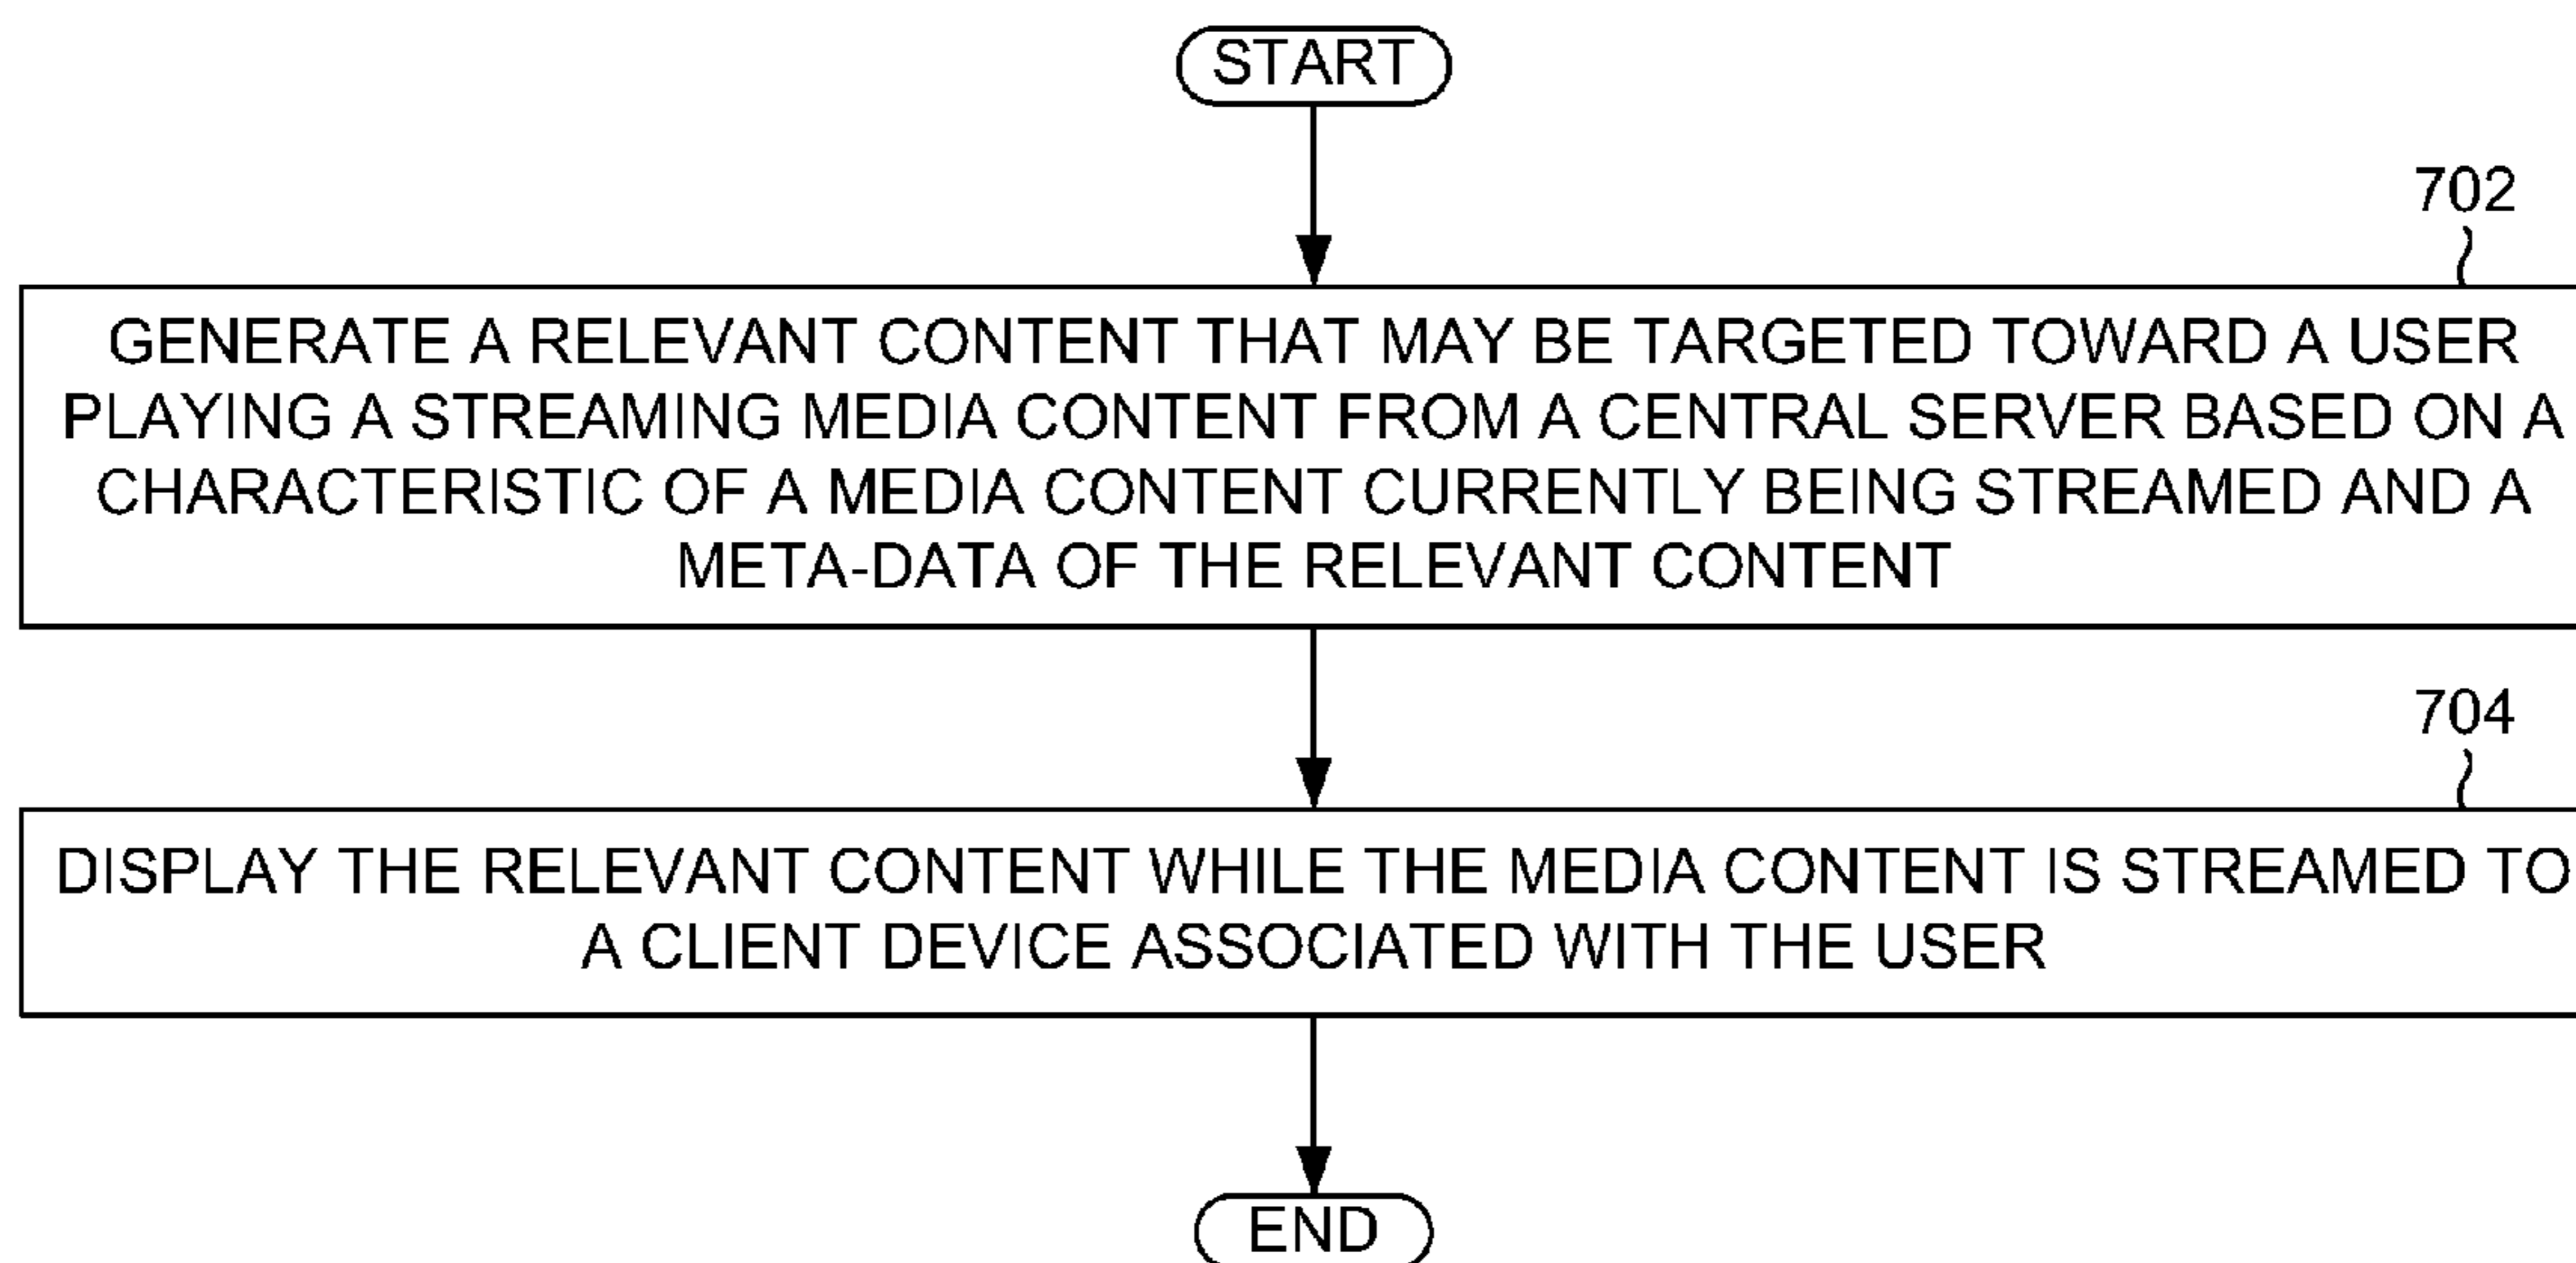 START
702
GENERATE A RELEVANT CONTENT THAT MAY BE TARGETED TOWARD A USER
PLAYING A STREAMING MEDIA CONTENT FROM A CENTRAL SERVER BASED ON A
CHARACTERISTIC OF A MEDIA CONTENT CURRENTLY BEING STREAMED AND A
META-DATA OF THE RELEVANT CONTENT
704
DISPLAY THE RELEVANT CONTENT WHILE THE MEDIA CONTENT IS STREAMED TO
A CLIENT DEVICE ASSOCIATED WITH THE USER
END